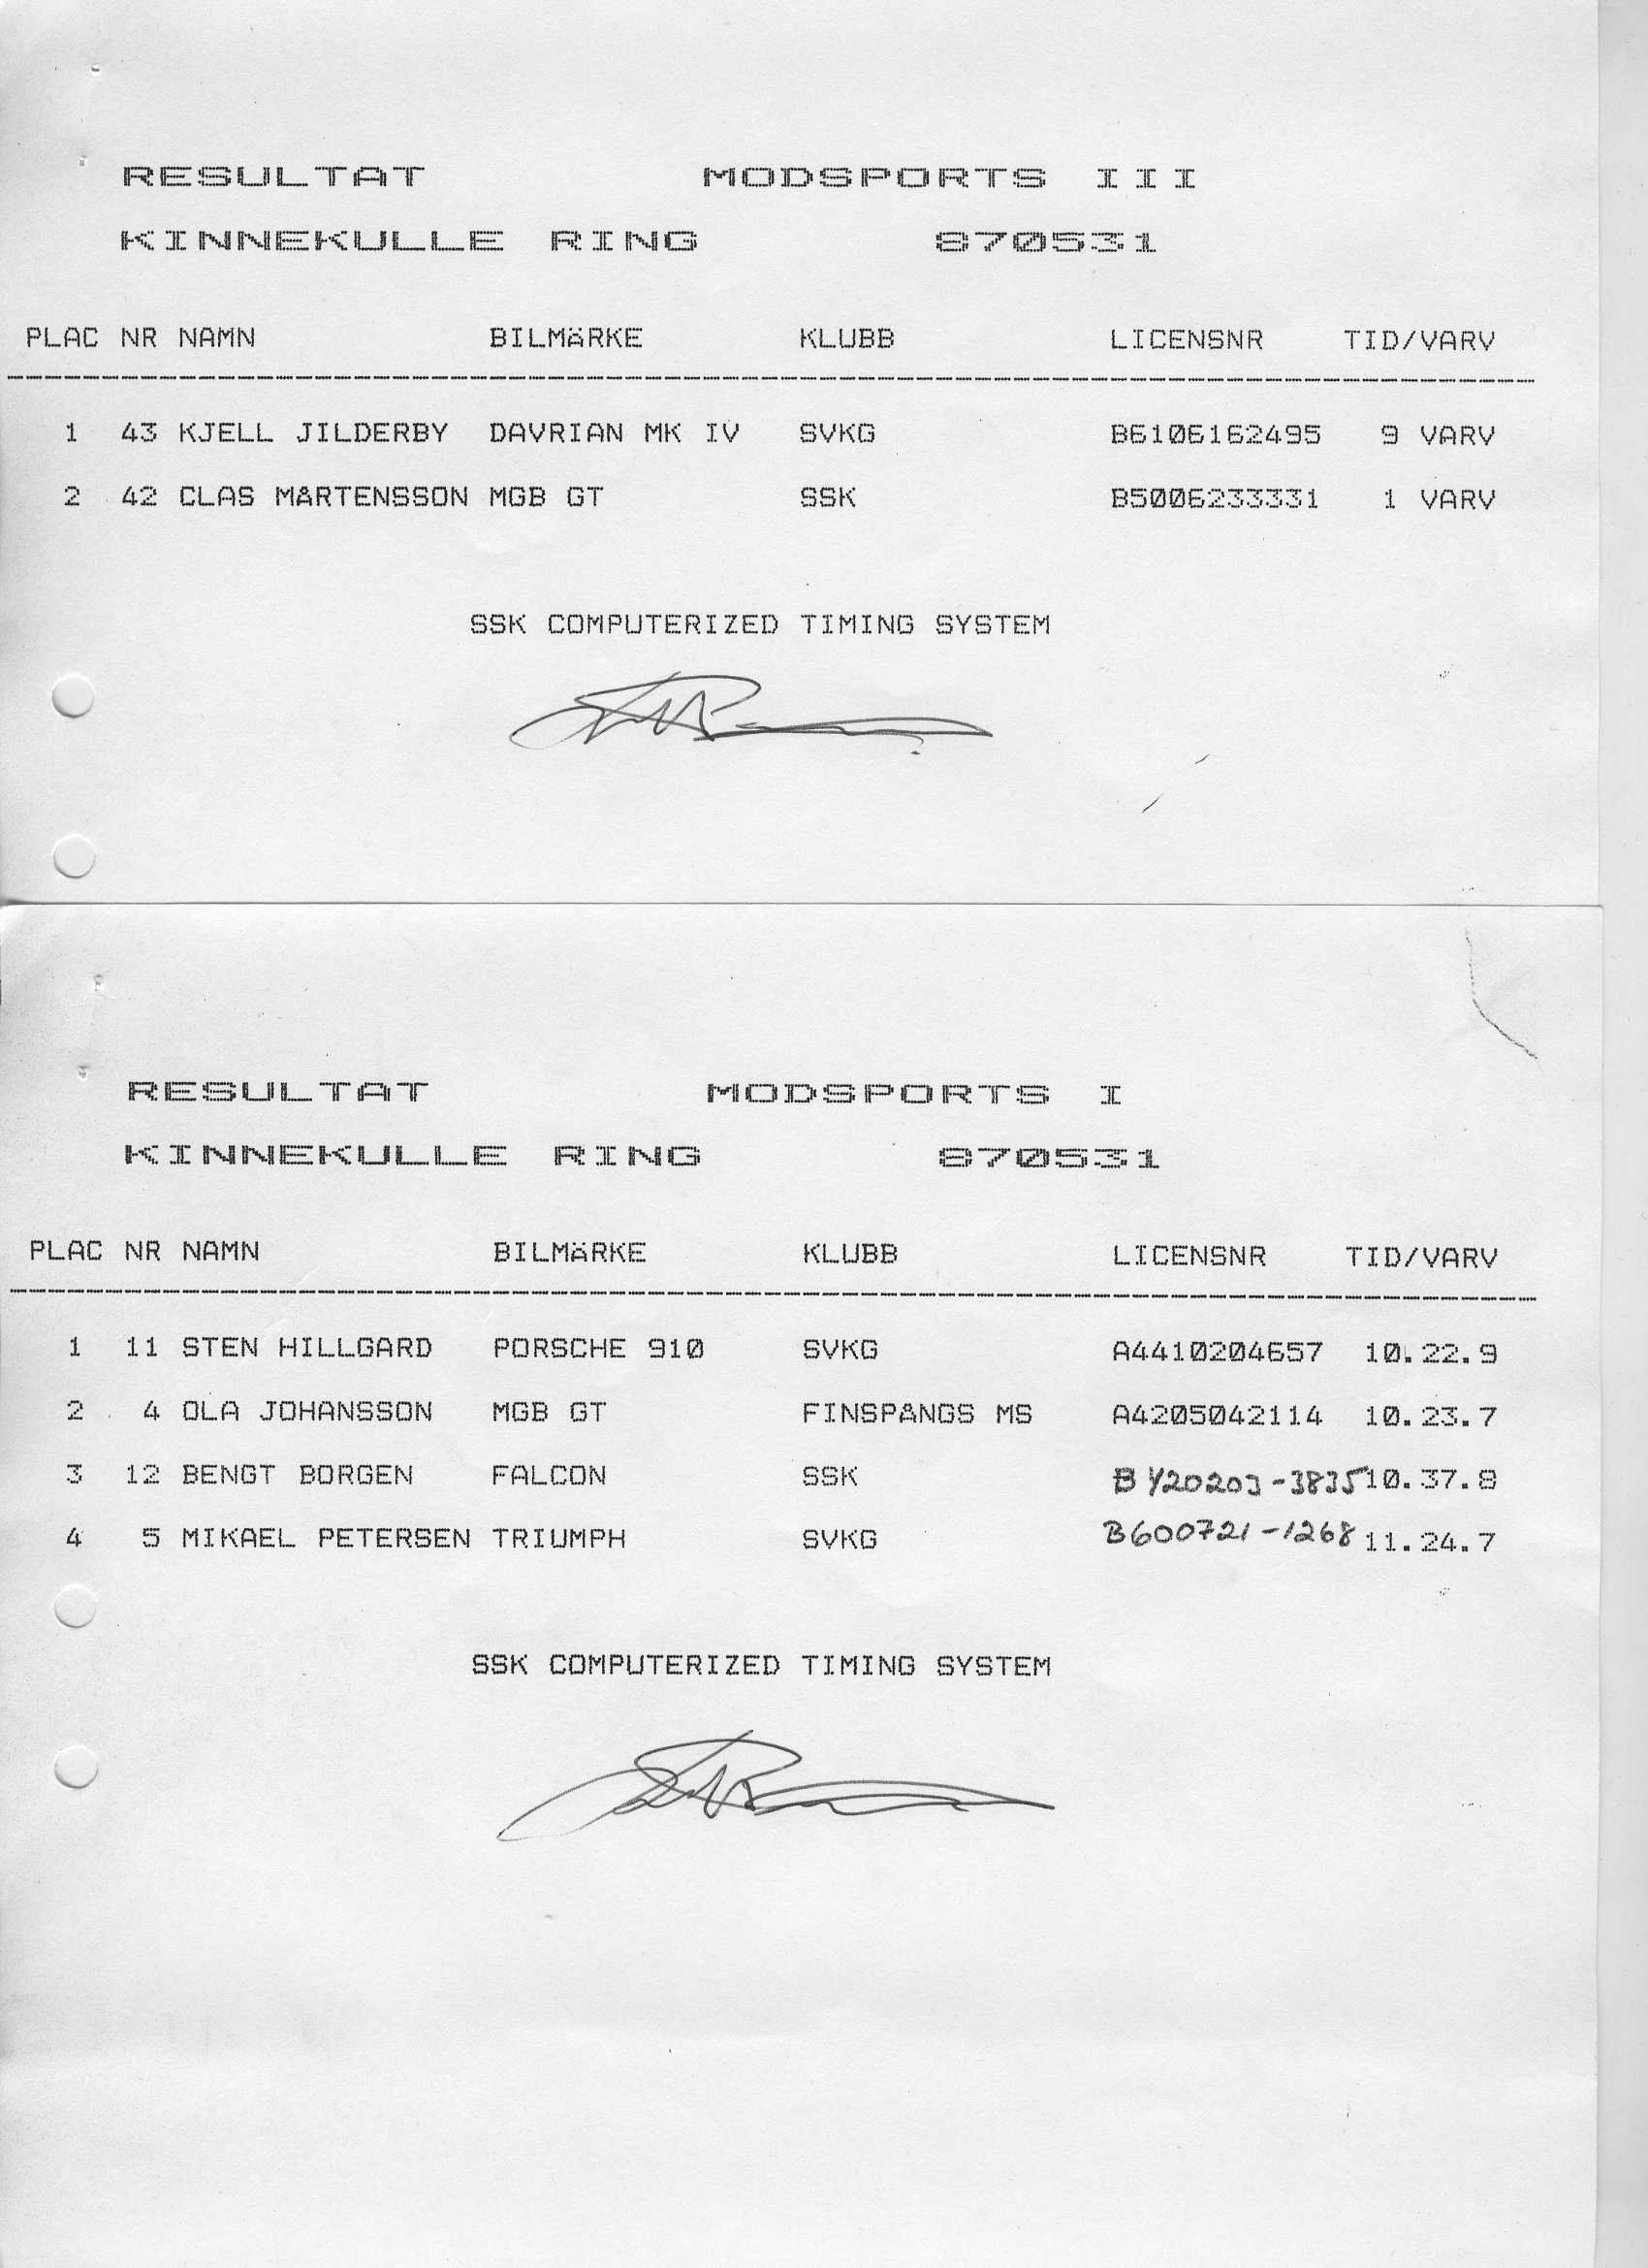 RESULTAT MODSPORTS III
KINNEKULLE RING 870531
PLAC NR NAMN BILMÄRKE KLUBB LICENSNR TID/VARV
1 43 KJELL JILDERBY DAVRIAN MK IV SVKG B6106162495 9 VARV
2 42 CLAS MÅRTENSSON MGB GT SSK B5006233331 1 VARV
SSK COMPUTERIZED TIMING SYSTEM
RESULTAT MODSPORTS I
KINNEKULLE RING 870531
PLAC NR NAMN BILMÄRKE KLUBB LICENSNR TID/VARV
1 11 STEN HILLGARD PORSCHE 910 SVKG A4410204657 10.22.9
2 4 OLA JOHANSSON MGB GT FINSPÅNGS MS A4205042114 10.23.7
3 12 BENGT BORGEN FALCON SSK B 420203-3835 10.37.8
4 5 MIKAEL PETERSEN TRIUMPH SVKG B600721-1268 11.24.7
SSK COMPUTERIZED TIMING SYSTEM